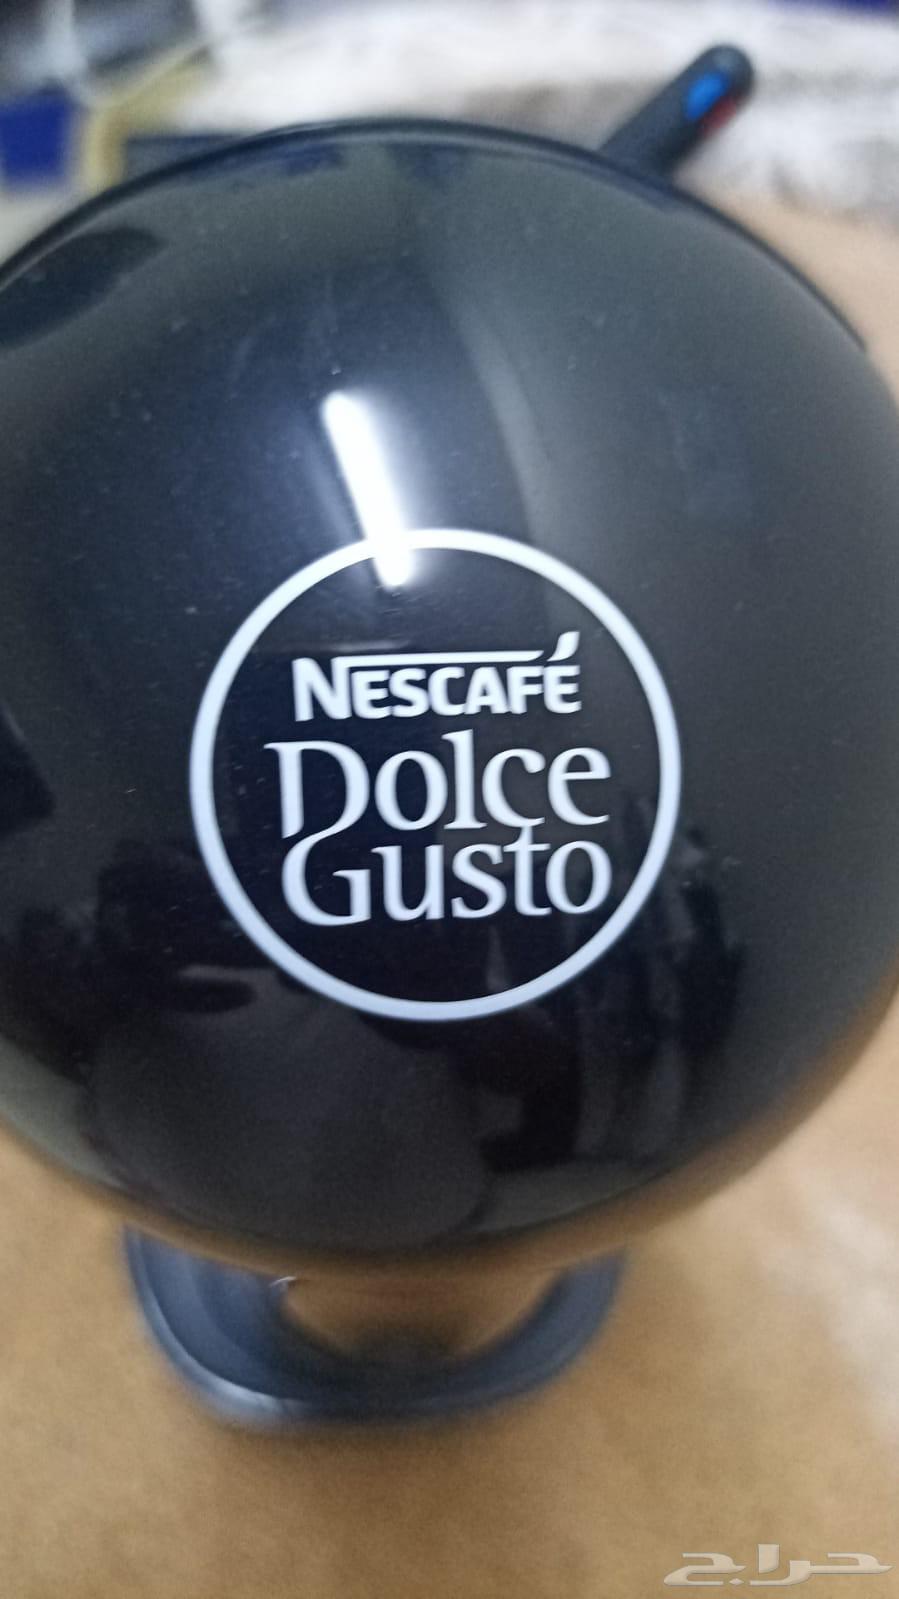 NESCAFÉ
Dolce
Gusto
حراج